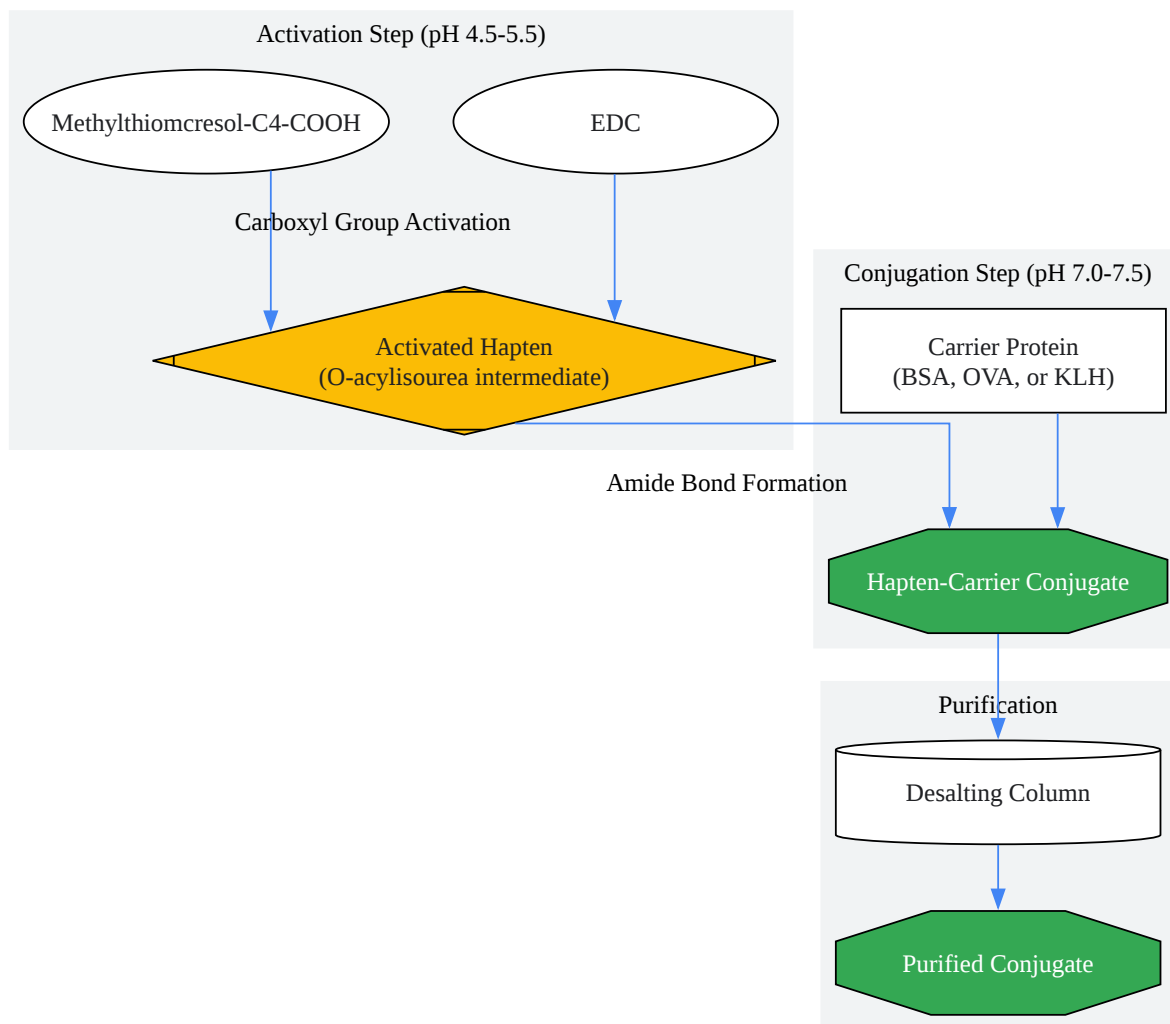 Activation Step (pH 4.5-5.5)
Methylthiomcresol-C4-COOH
EDC
Carboxyl Group Activation
Activated Hapten
(O-acylisourea intermediate)
Conjugation Step (pH 7.0-7.5)
Carrier Protein
(BSA, OVA, or KLH)
Amide Bond Formation
Hapten-Carrier Conjugate
Purification
Desalting Column
Purified Conjugate